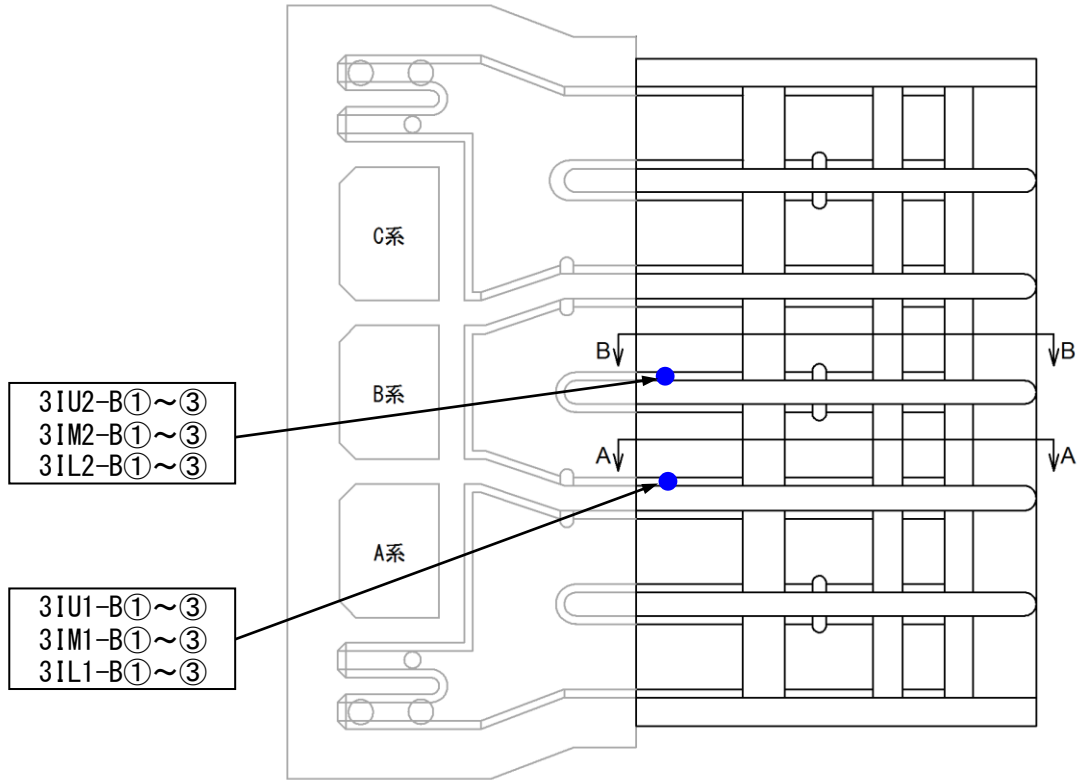 C系
B
B
3IU2-B①～③
3IM2-B①～③
3IL2-B①～③
B系
A
A
A系
3IU1-B①～③
3IM1-B①～③
3IL1-B①～③